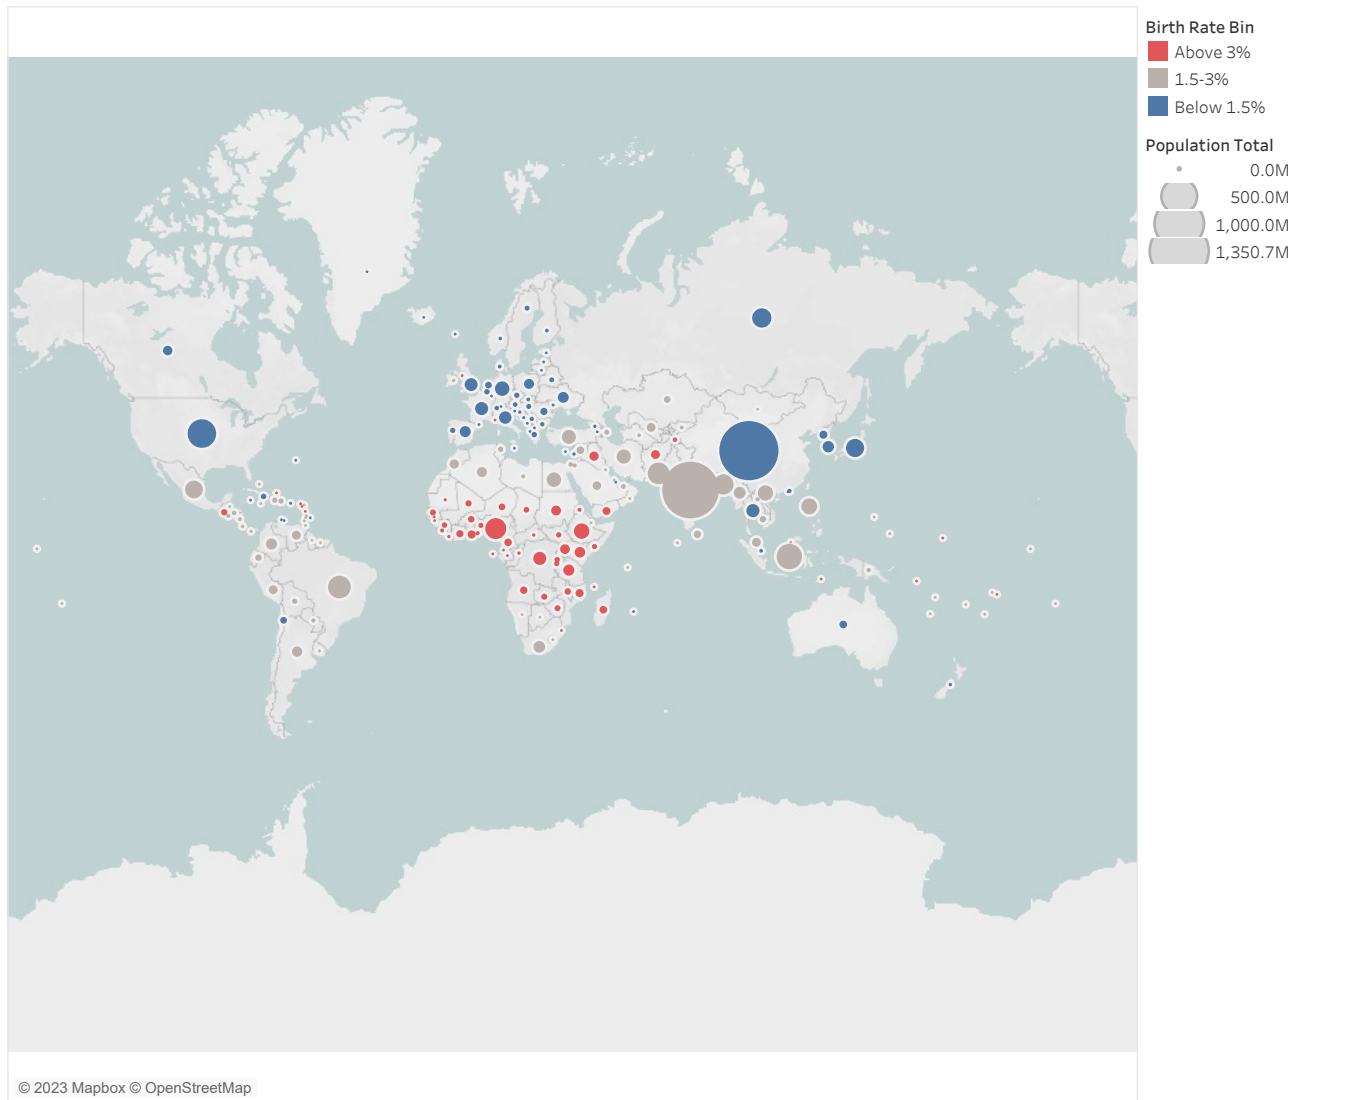 Birth Rate Bin
Above 3%
1.5-3%
Below 1.5%
Population Total
0.0M
500.0M
1,000.0M
1,350.7M
© 2023 Mapbox © OpenStreetMap